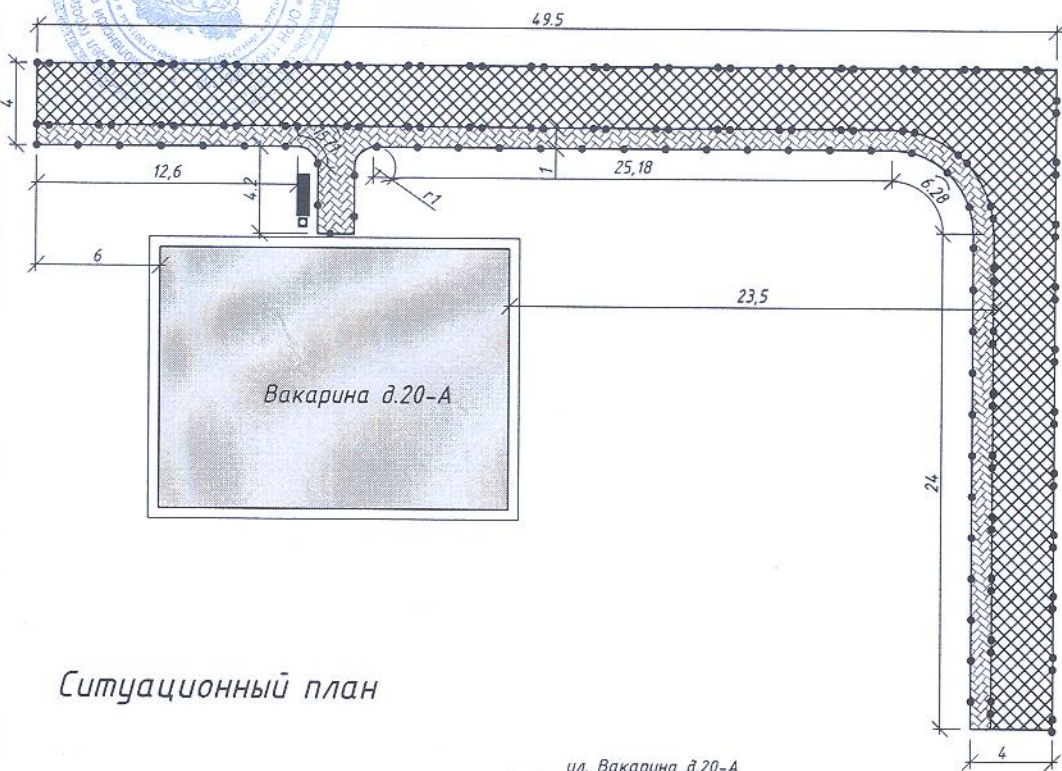 49.5
4
12,6
4.2
r1
1
25,18
6.28
6
23,5
Вакарина д.20-А
24
Ситуационный план
4
ул. Вакарина д.20-А